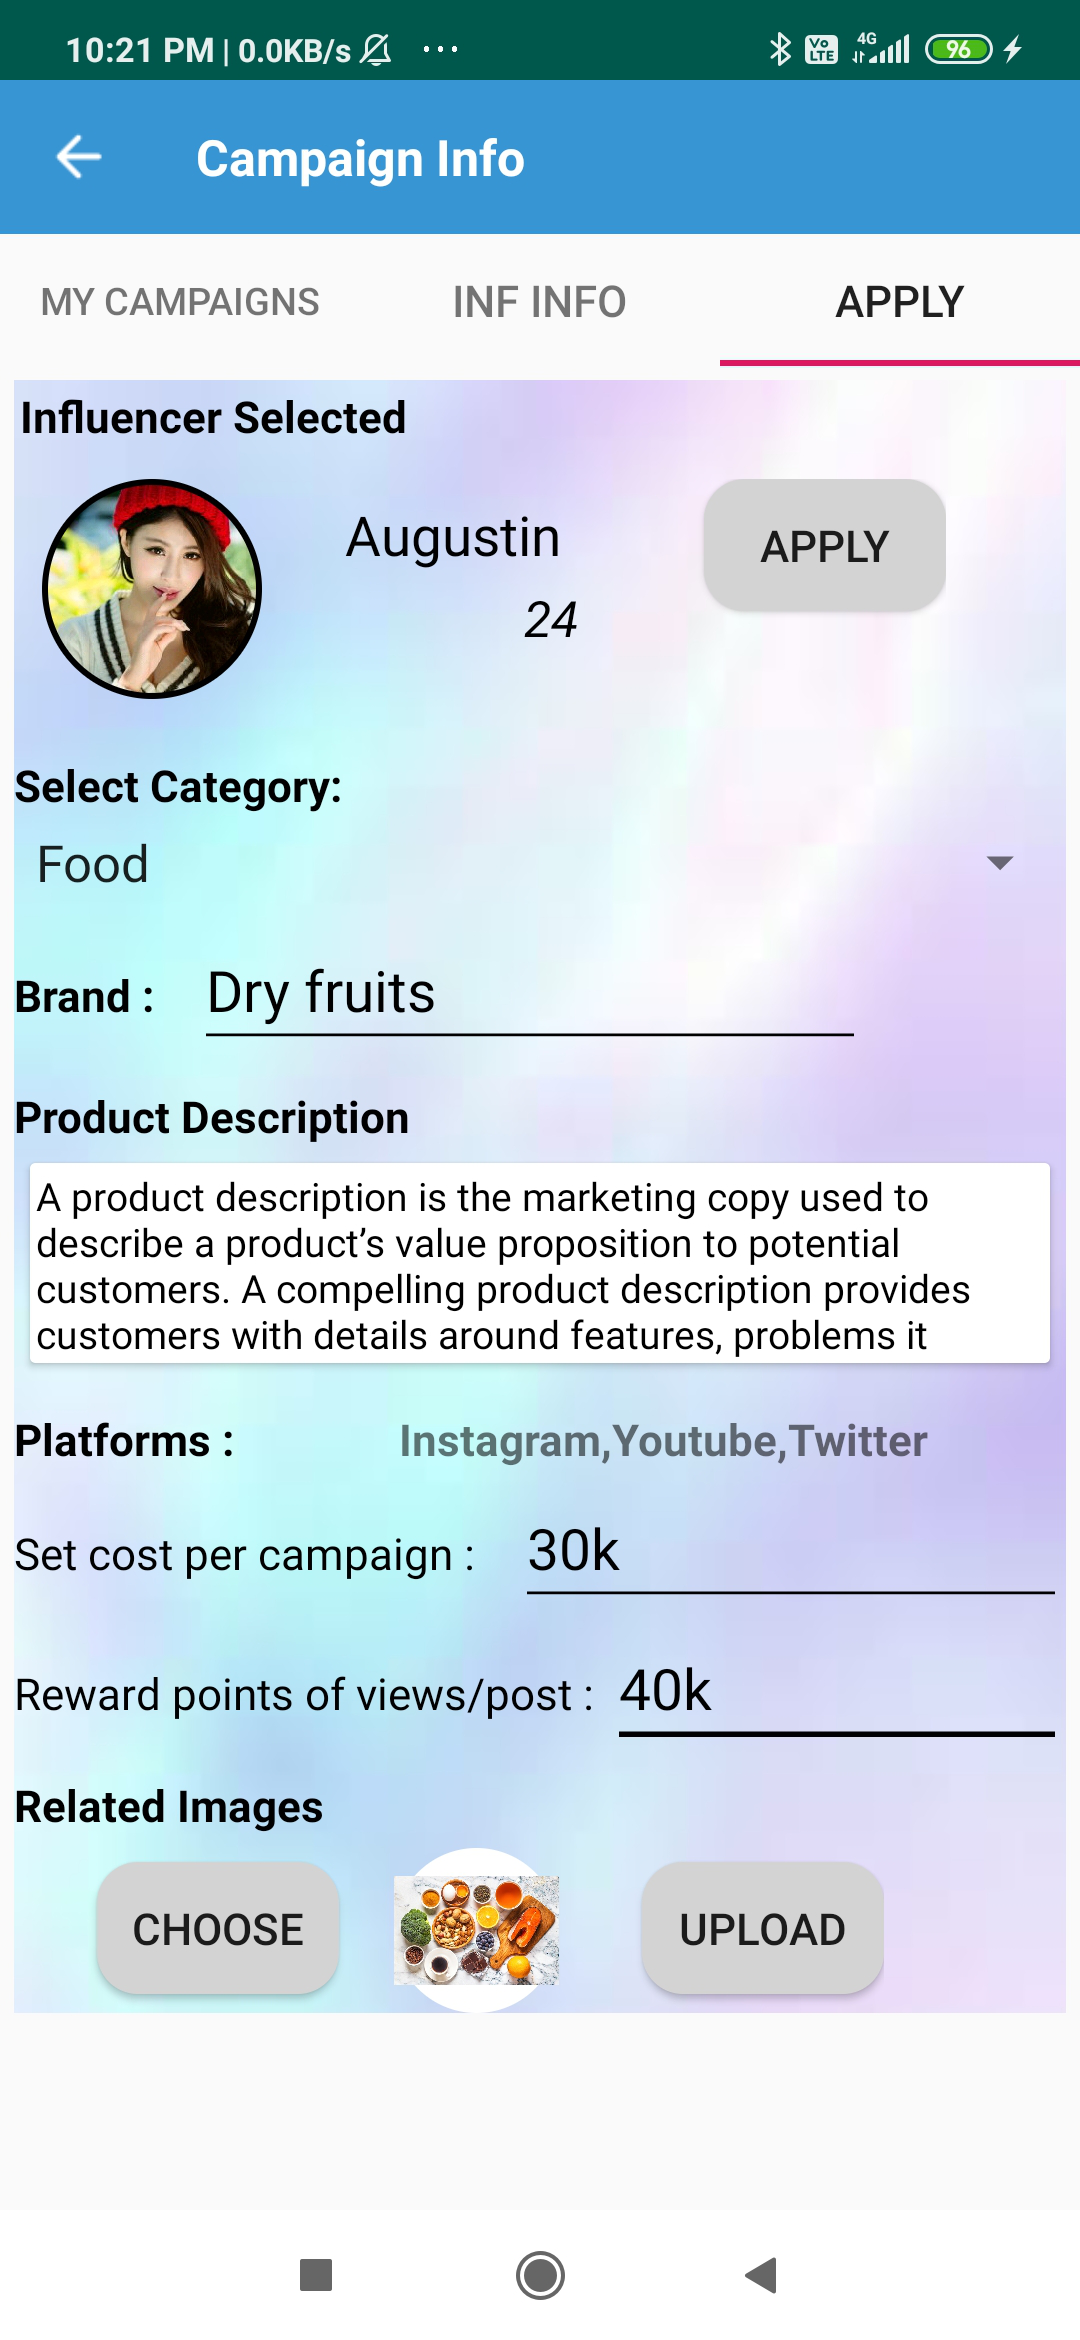 10:21 PM | 0.0KB/s ...
Vo LTE 4G 96
Campaign Info
MY CAMPAIGNS INF INFO APPLY
Influencer Selected
Augustin APPLY
24
Select Category:
Food
Brand : Dry fruits
Product Description
A product description is the marketing copy used to
describe a product’s value proposition to potential
customers. A compelling product description provides
customers with details around features, problems it
Platforms : Instagram,Youtube,Twitter
Set cost per campaign : 30k
Reward points of views/post : 40k
Related Images
CHOOSE UPLOAD